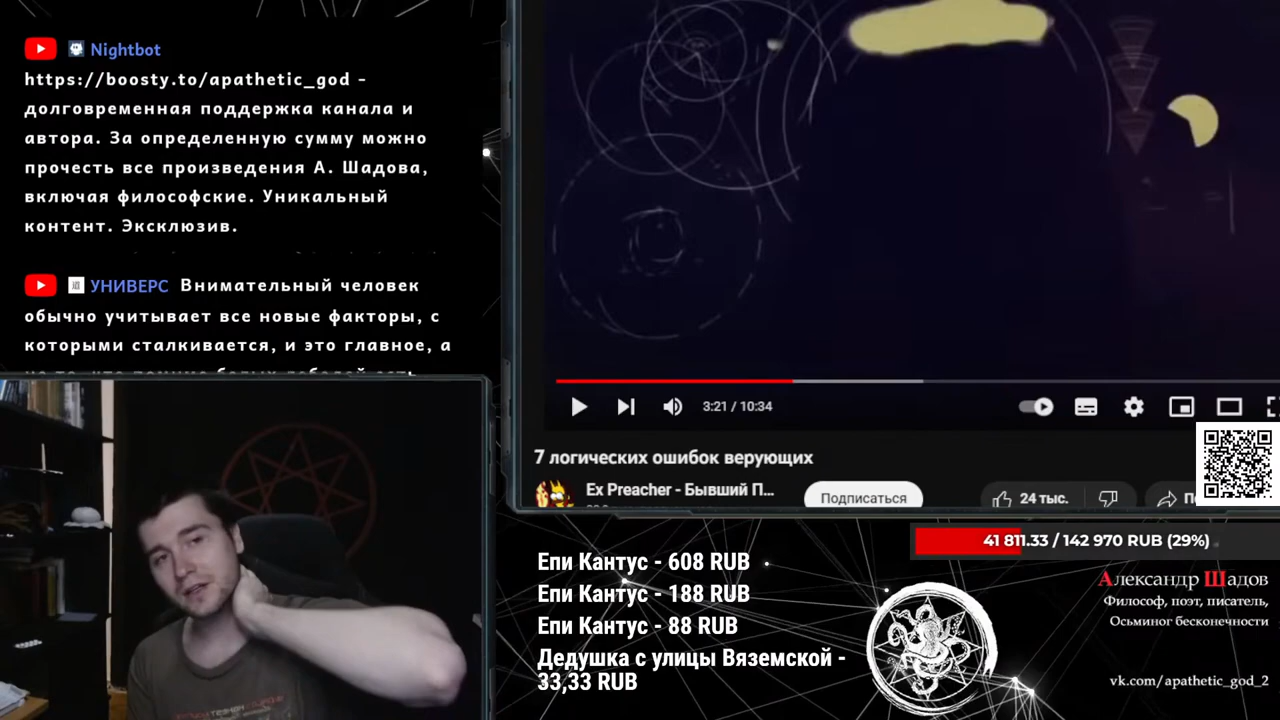 Nightbot
https://boosty.to/apathetic_god -
долговременная поддержка канала и
автора. За определенную сумму можно
прочесть все произведения А. Шадова,
включая философские. Уникальный
контент. Эксклюзив.
УНИВЕРС Внимательный человек
обычно учитывает все новые факторы, с
которыми сталкивается, и это главное, а
3:21 / 10:34
7 логических ошибок верующих
Ex Preacher - Бывший П...
Подписаться
24 тыс.
41 811.33 / 142 970 RUB (29%)
Епи Кантус - 608 RUB
Епи Кантус - 188 RUB
Епи Кантус - 88 RUB
Дедушка с улицы Вяземской -
33,33 RUB
Александр Шадов
Философ, поэт, писатель,
Осьминог бесконечности
vk.com/apathetic_god_2